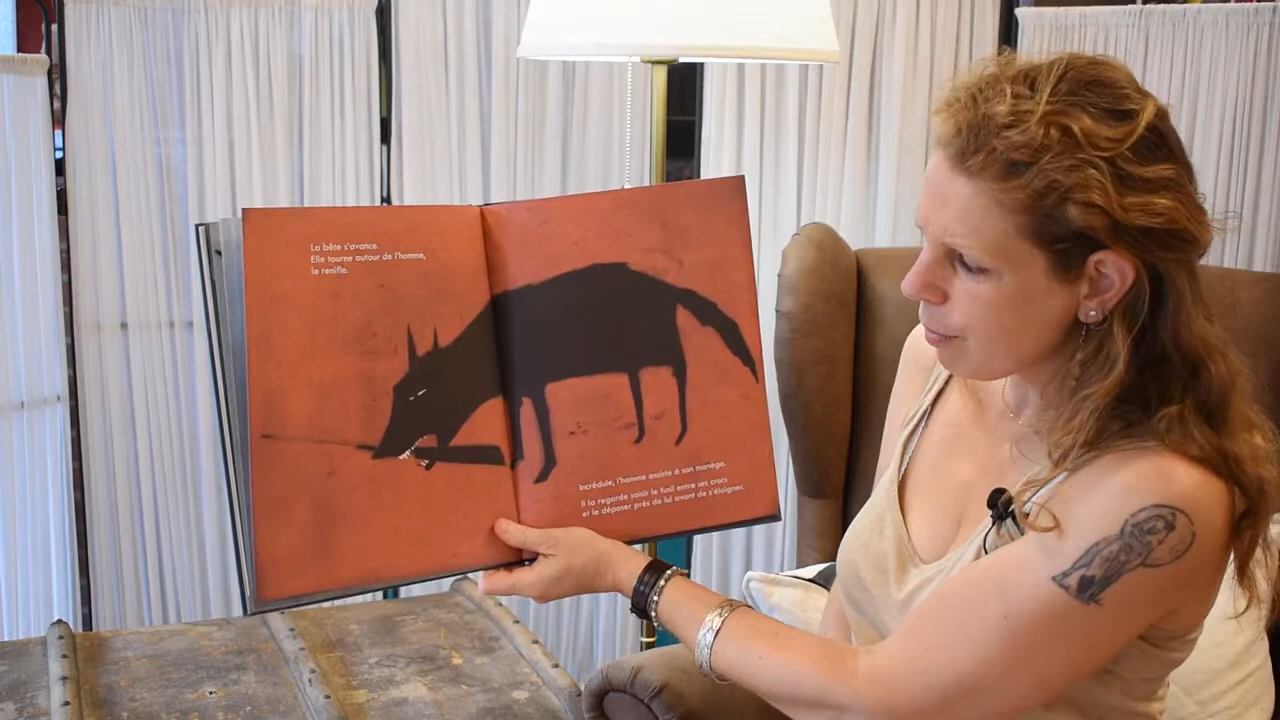 La bête s'avance.
Elle tourne autour de l'homme,
le renifle.
Incrédule, l'homme assiste à son manège.
Il la regarde saisir le fusil entre ses crocs
et le déposer près de lui avant de s'éloigner.